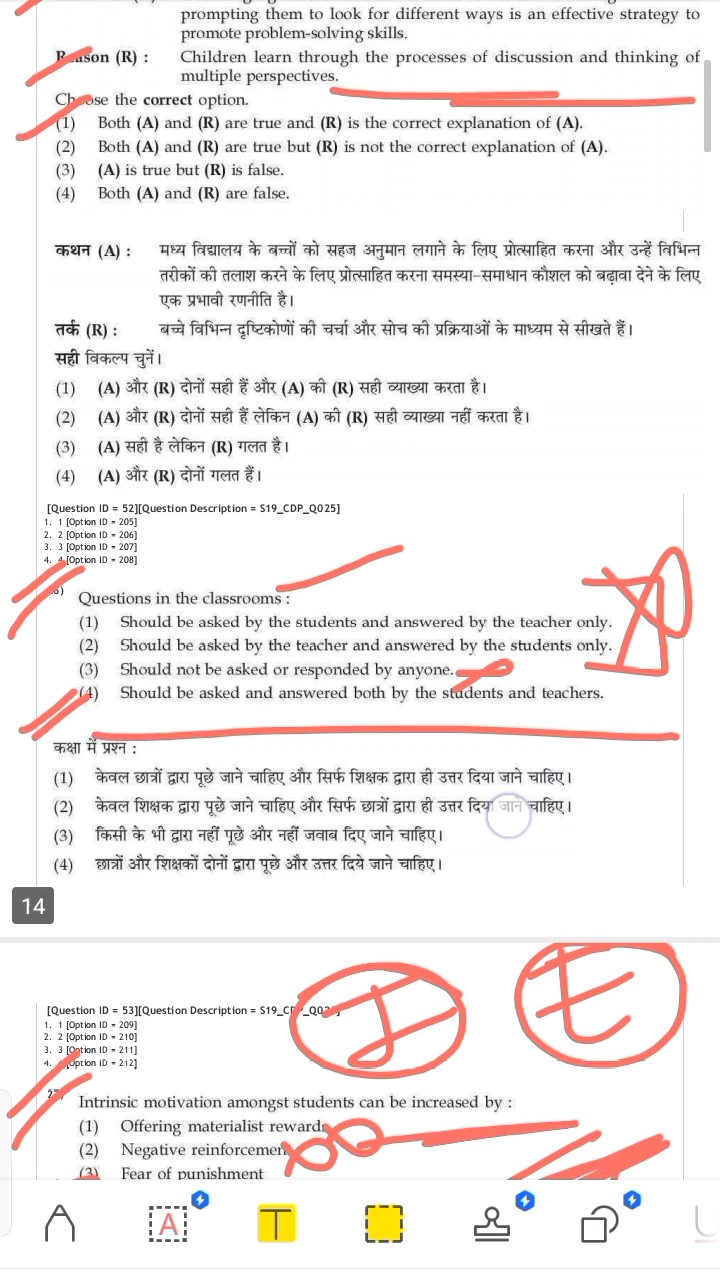 prompting them to look for different ways is an effective strategy to
promote problem-solving skills.
Reason (R) : Children learn through the processes of discussion and thinking of
multiple perspectives.
Choose the correct option.
(1) Both (A) and (R) are true and (R) is the correct explanation of (A).
(2) Both (A) and (R) are true but (R) is not the correct explanation of (A).
(3) (A) is true but (R) is false.
(4) Both (A) and (R) are false.
कथन (A) : मध्य विद्यालय के बच्चों को सहज अनुमान लगाने के लिए प्रोत्साहित करना और उन्हें विभिन्न
तरीकों की तलाश करने के लिए प्रोत्साहित करना समस्या-समाधान कौशल को बढ़ावा देने के लिए
एक प्रभावी रणनीति है।
तर्क (R) : बच्चे विभिन्न दृष्टिकोणों की चर्चा और सोच की प्रक्रियाओं के माध्यम से सीखते हैं।
सही विकल्प चुनें।
(1) (A) और (R) दोनों सही हैं और (A) की (R) सही व्याख्या करता है।
(2) (A) और (R) दोनों सही हैं लेकिन (A) की (R) सही व्याख्या नहीं करता है।
(3) (A) सही है लेकिन (R) गलत है।
(4) (A) और (R) दोनों गलत हैं।
[Question ID = 52][Question Description = S19_CDP_Q025]
1. 1 [Option ID = 205]
2. 2 [Option ID = 206]
3. 3 [Option ID = 207]
4. 4 [Option ID = 208]
Questions in the classrooms :
(1) Should be asked by the students and answered by the teacher only.
(2) Should be asked by the teacher and answered by the students only.
(3) Should not be asked or responded by anyone.
(4) Should be asked and answered both by the students and teachers.
कक्षा में प्रश्न :
(1) केवल छात्रों द्वारा पूछे जाने चाहिए और सिर्फ शिक्षक द्वारा ही उत्तर दिया जाने चाहिए।
(2) केवल शिक्षक द्वारा पूछे जाने चाहिए और सिर्फ छात्रों द्वारा ही उत्तर दिया जाने चाहिए।
(3) किसी के भी द्वारा नहीं पूछे और नहीं जवाब दिए जाने चाहिए।
(4) छात्रों और शिक्षकों दोनों द्वारा पूछे और उत्तर दिये जाने चाहिए।
14
[Question ID = 53][Question Description = S19_CDP_Q026]
1. 1 [Option ID = 209]
2. 2 [Option ID = 210]
3. 3 [Option ID = 211]
4. [Option ID = 212]
Intrinsic motivation amongst students can be increased by :
(1) Offering materialist rewards
(2) Negative reinforcement
(3) Fear of punishment